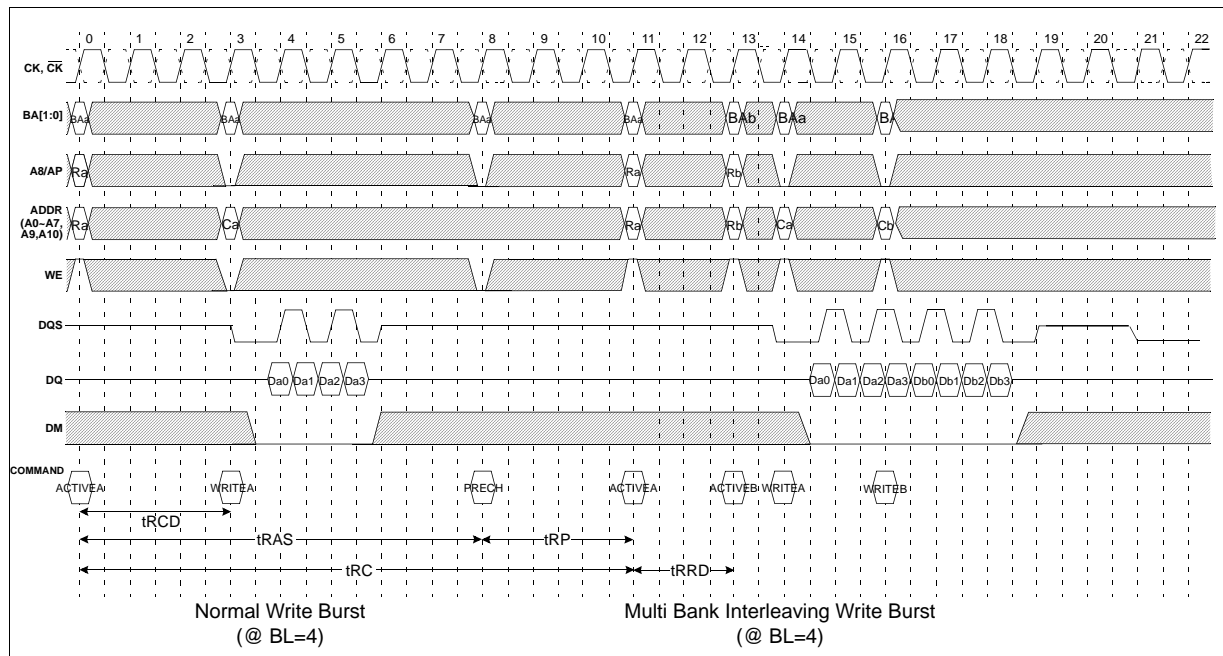 0 1 2 3 4 5 6 7 8 9 10 11 12 13 14 15 16 17 18 19 20 21 22
CK, CK
BA[1:0] BAa BAa BAa BAa BAb BAa BA
A8/AP Ra Ra Rb
ADDR
(A0~A7,
A9,A10)
Ra Ca Ra Rb Ca Cb
WE
DQS
DQ Da0 Da1 Da2 Da3 Da0 Da1 Da2 Da3 Db0 Db1 Db2 Db3
DM
COMMAND
ACTIVEA WRITEA PRECH ACTIVEA ACTIVEB WRITEA WRITEB
tRCD
tRAS tRP
tRC tRRD
Normal Write Burst Multi Bank Interleaving Write Burst
(@ BL=4) (@ BL=4)